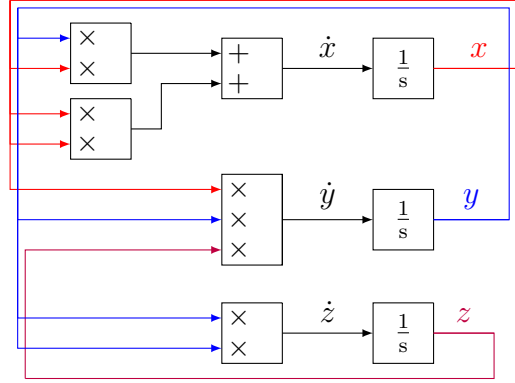 ×
×
+
+
ẋ
1/s
x
×
×
×
×
×
ẏ
1/s
y
×
×
ż
1/s
z